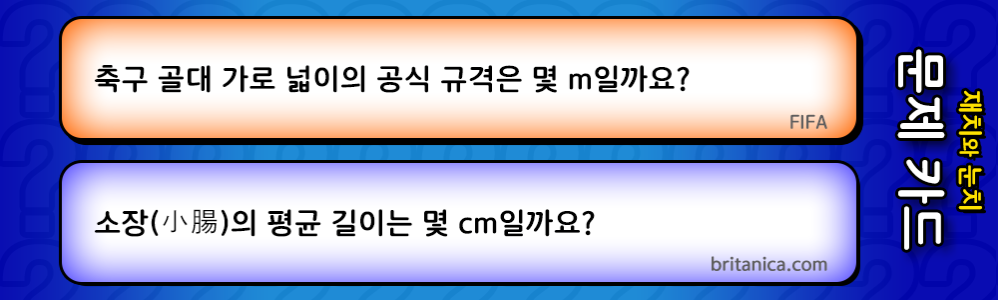 축구 골대 가로 넓이의 공식 규격은 몇 m일까요?
FIFA
소장(小腸)의 평균 길이는 몇 cm일까요?
britanica.com
재치와 눈치
문제 카드